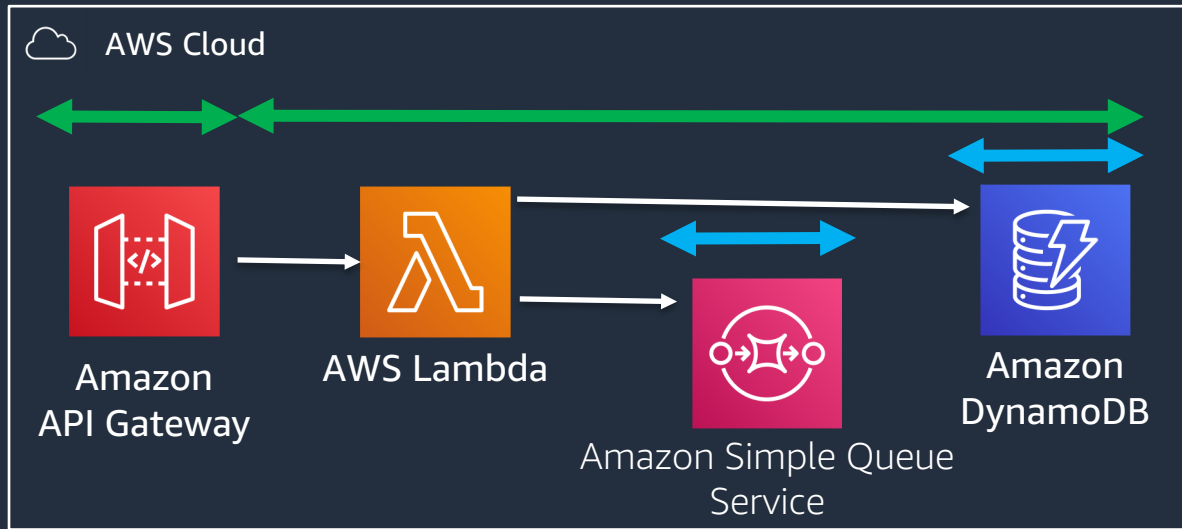 AWS Cloud
</>
Amazon
API Gateway
AWS Lambda
Amazon Simple Queue
Service
Amazon
DynamoDB